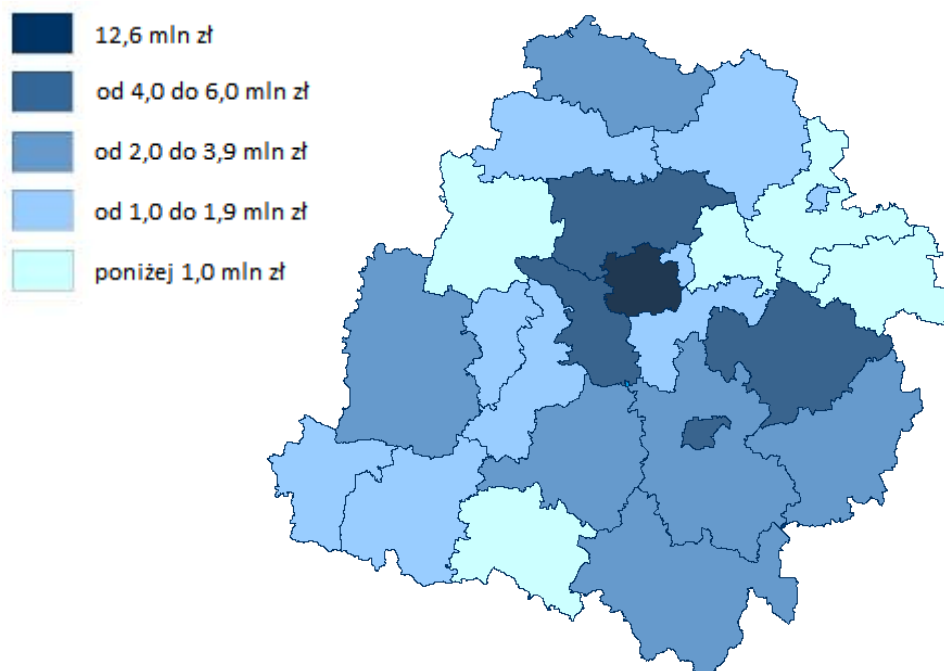 12,6 mln zł
od 4,0 do 6,0 mln zł
od 2,0 do 3,9 mln zł
od 1,0 do 1,9 mln zł
poniżej 1,0 mln zł